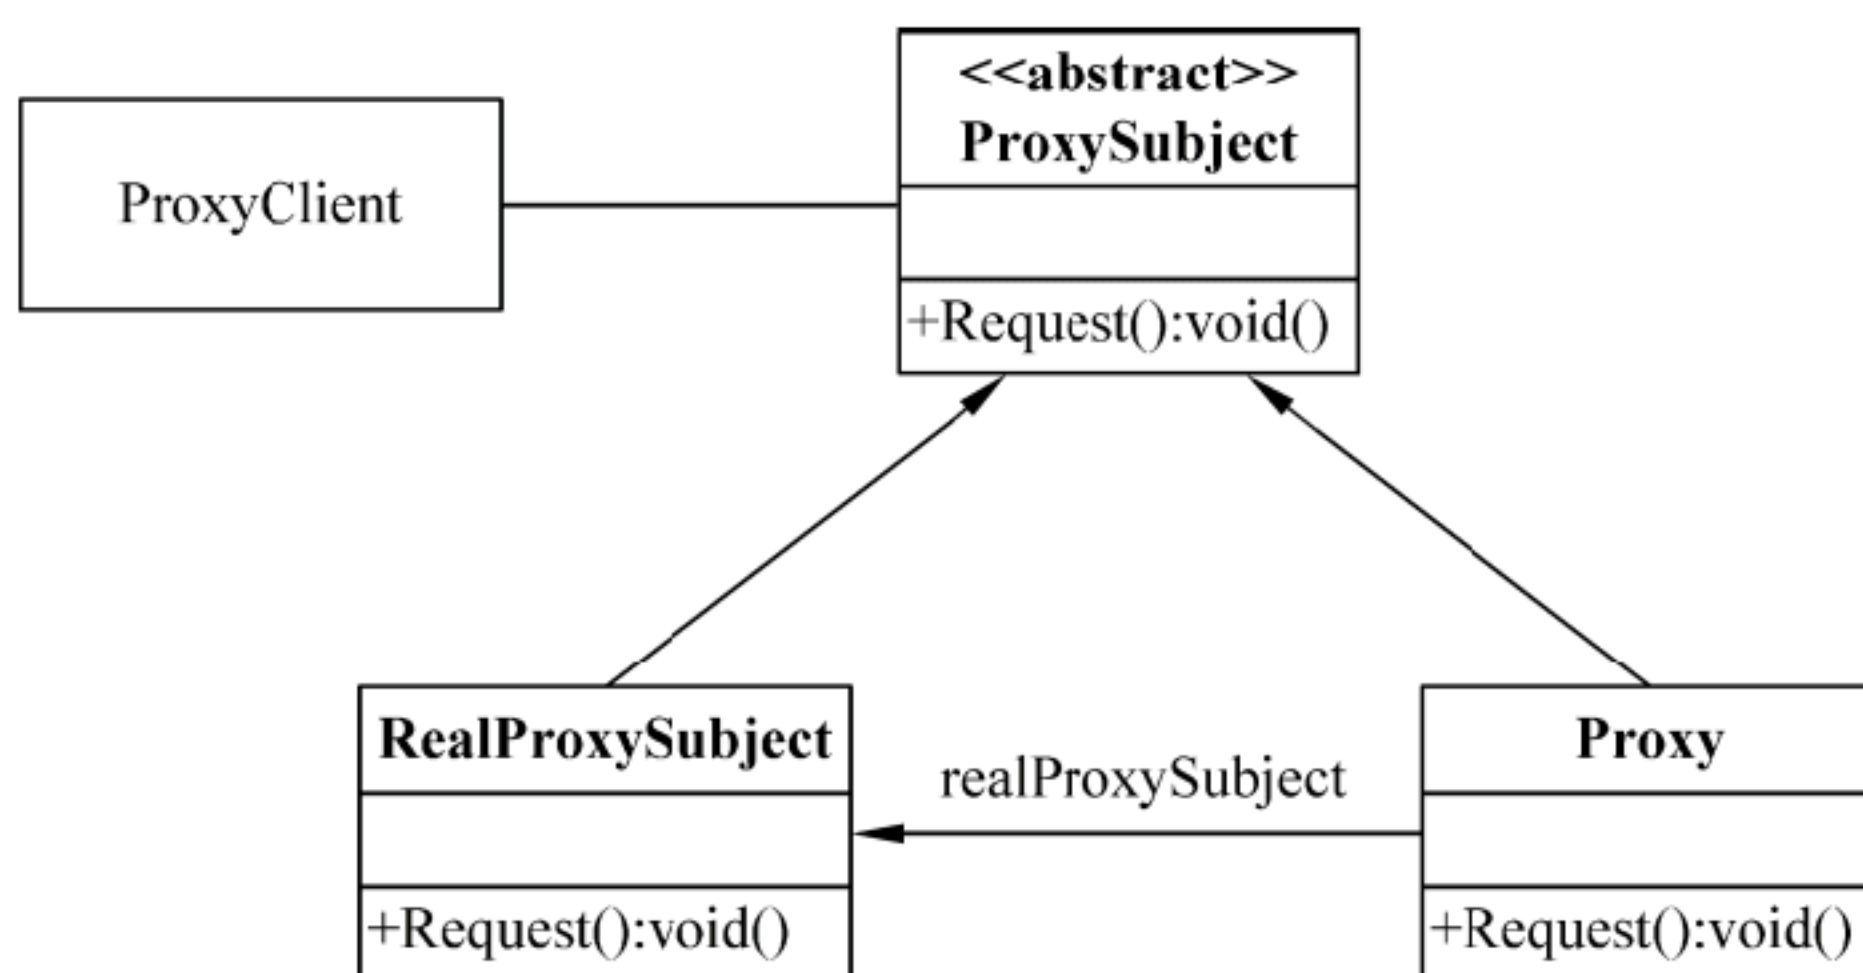 <<abstract>>
ProxySubject
ProxyClient
+Request():void()
RealProxySubject
realProxySubject
Proxy
+Request():void()
+Request():void()